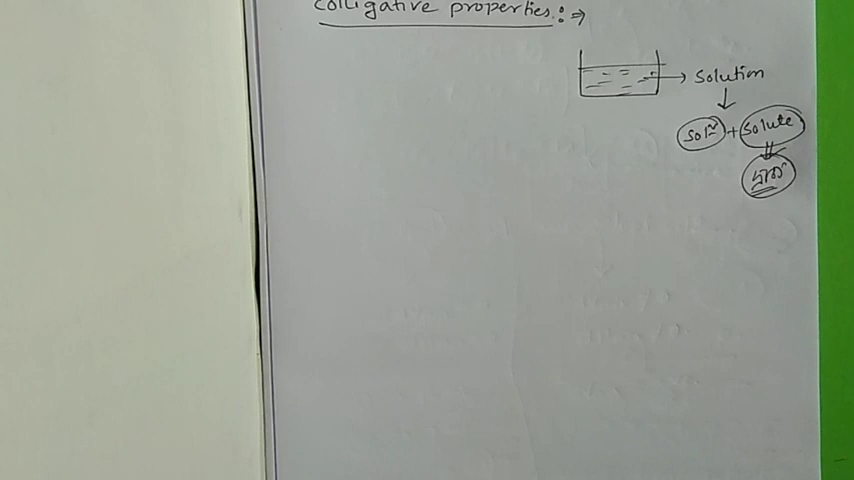 colligative properties : ⇒
→ Solution
↓
solⁿ + Solute